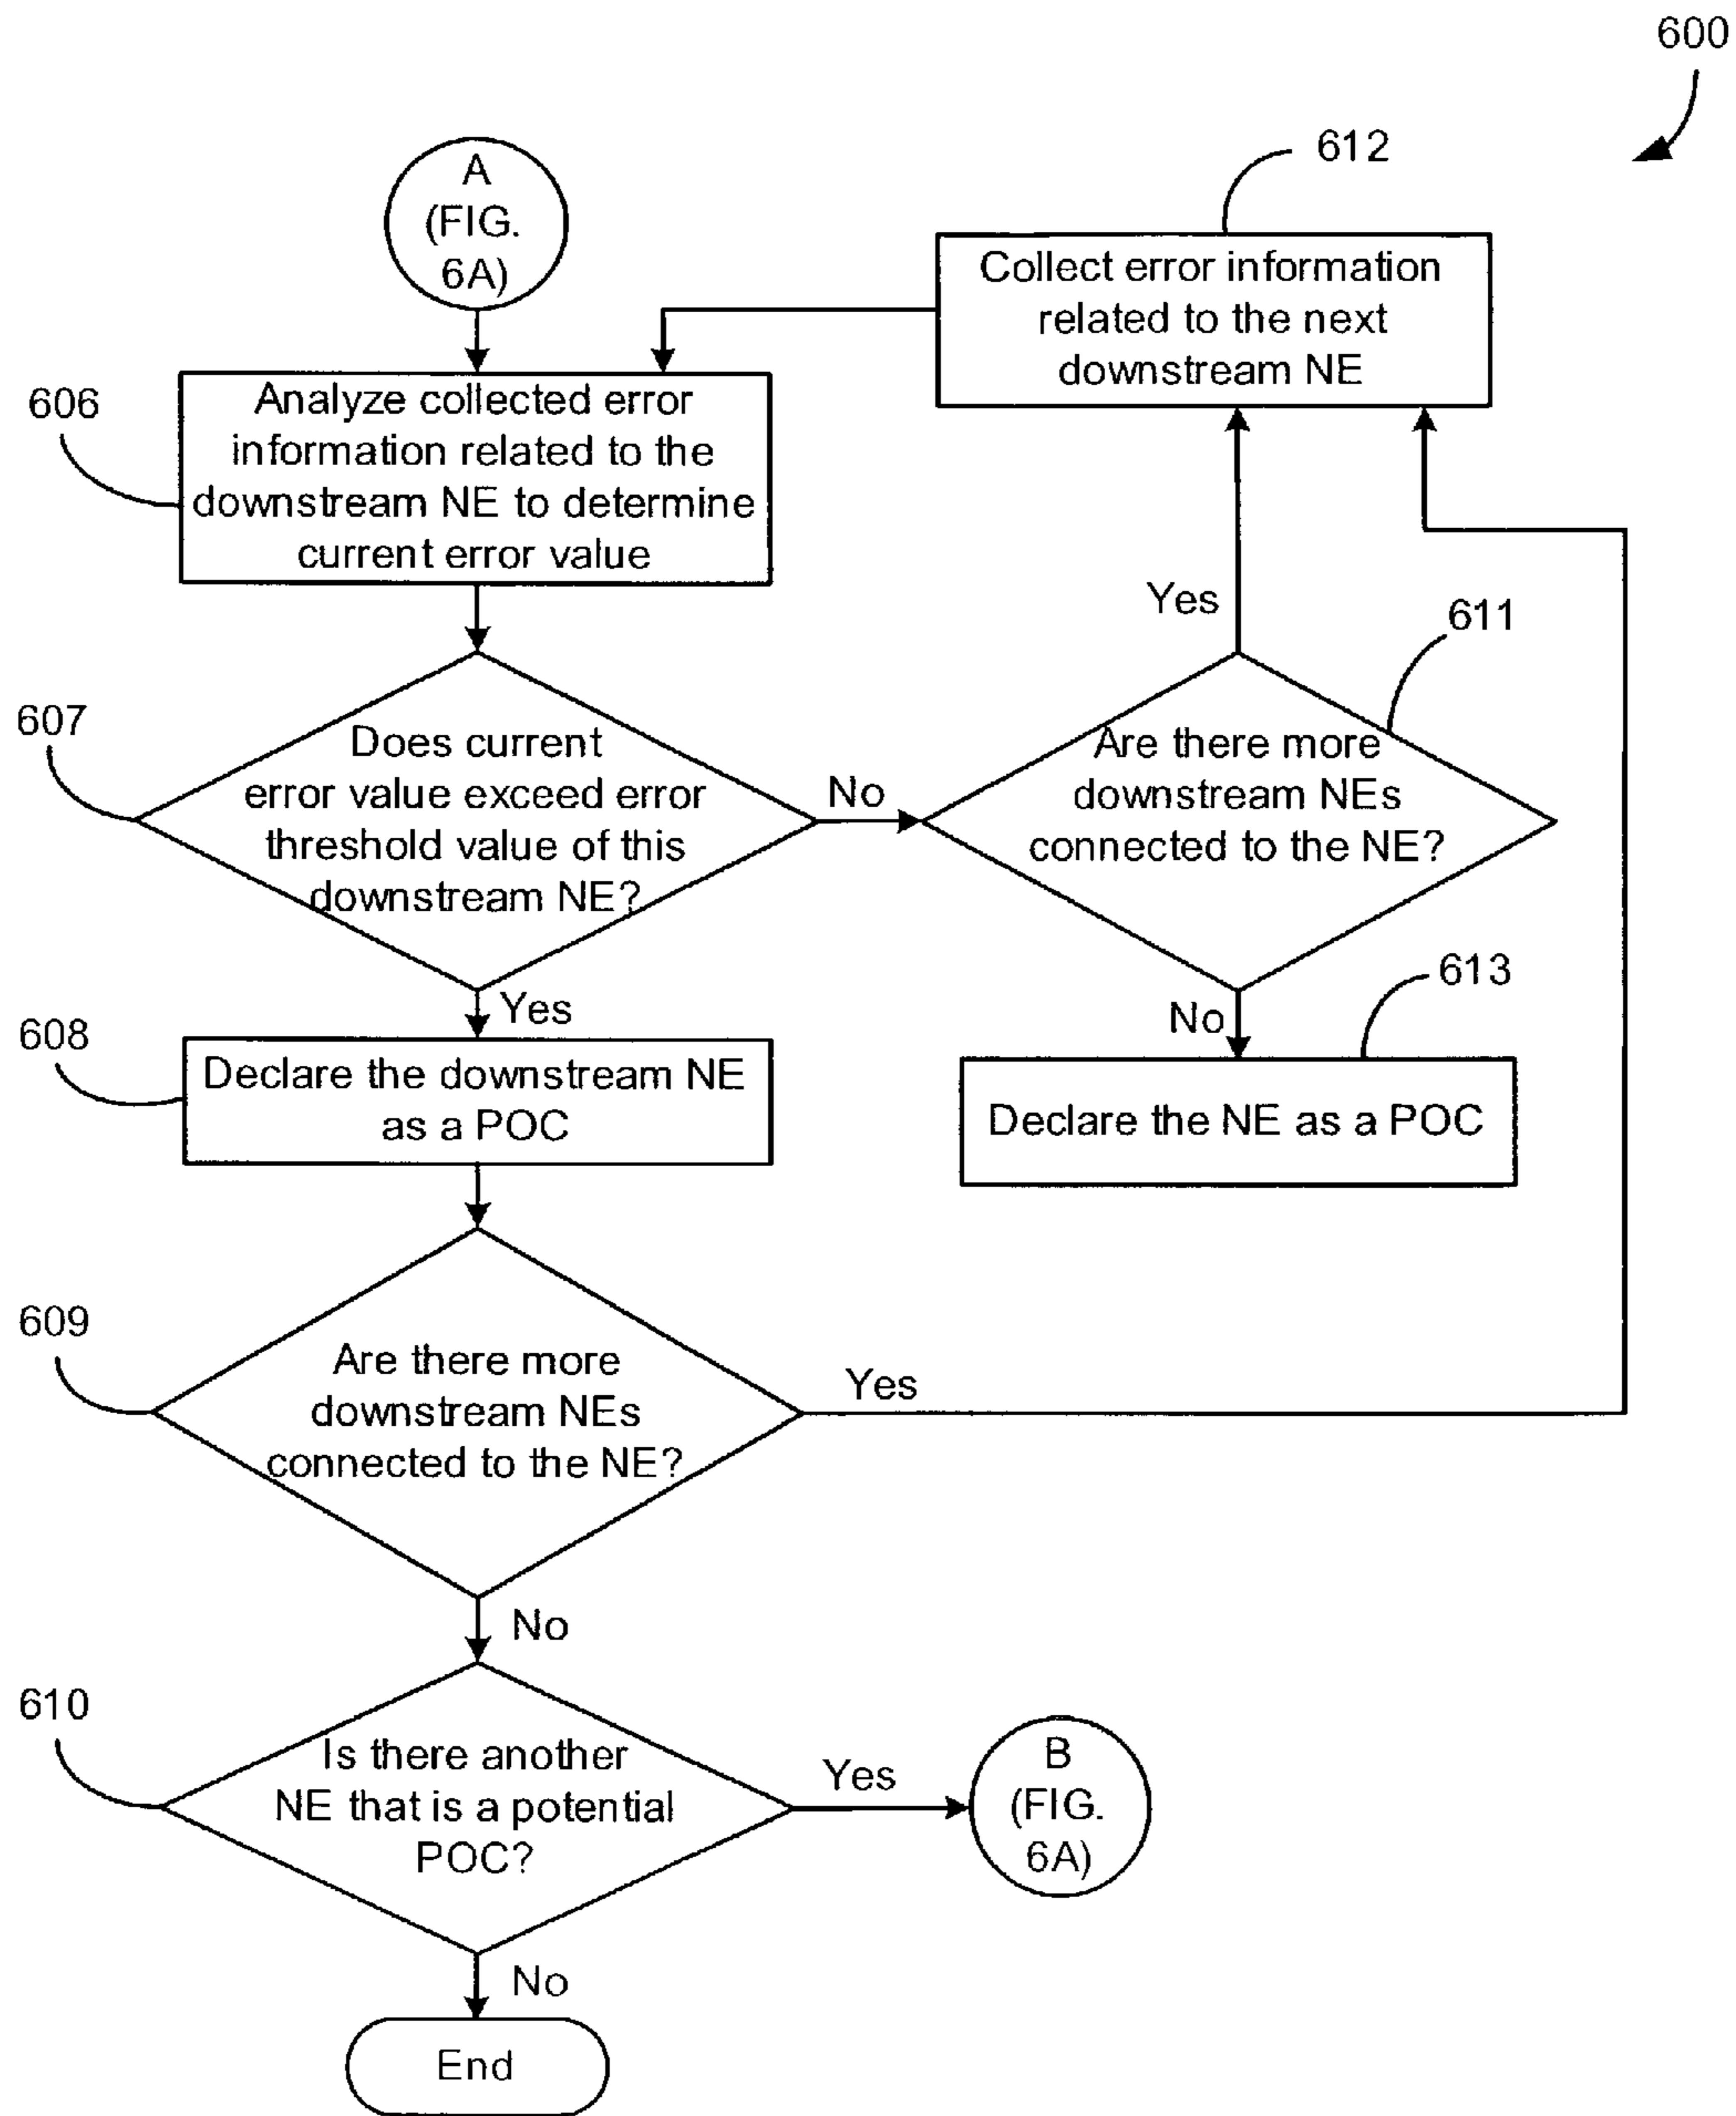 600
A
(FIG.
6A)
612
Collect error information
related to the next
downstream NE
606
Analyze collected error
information related to the
downstream NE to determine
current error value
Yes
611
607
Does current
error value exceed error
threshold value of this
downstream NE?
No
Are there more
downstream NEs
connected to the NE?
Yes
No
613
608
Declare the downstream NE
as a POC
Declare the NE as a POC
609
Are there more
downstream NEs
connected to the NE?
Yes
No
610
Is there another
NE that is a potential
POC?
Yes
B
(FIG.
6A)
No
End